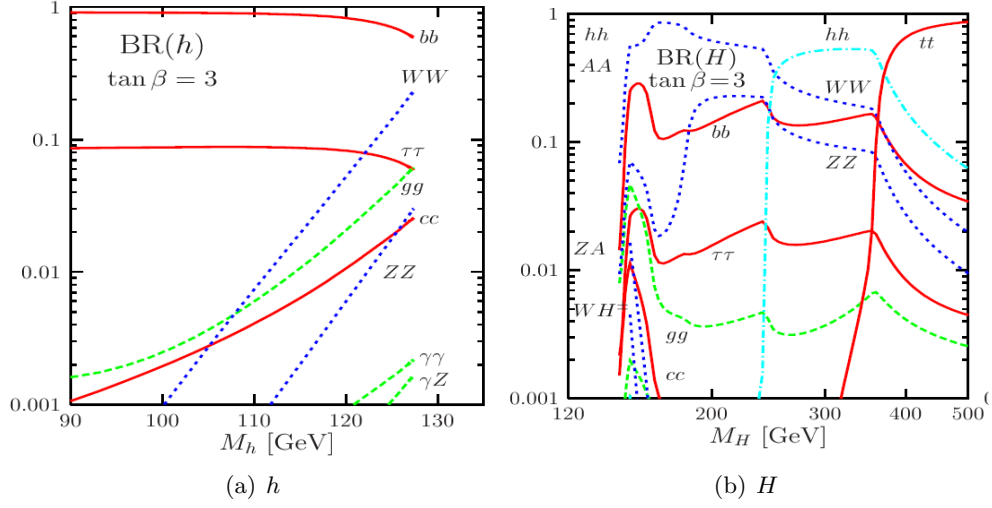 BR(h)
tan β = 3
1
0.1
0.01
0.001
90
100
110
120
130
M_h [GeV]
bb
WW
ττ
gg
cc
ZZ
γγ
γZ
(a) h
BR(H)
tan β=3
1
0.1
0.01
0.001
120
200
300
400
500
M_H [GeV]
hh
AA
hh
tt
WW
bb
ZZ
ZA
ττ
WH±
gg
cc
(b) H